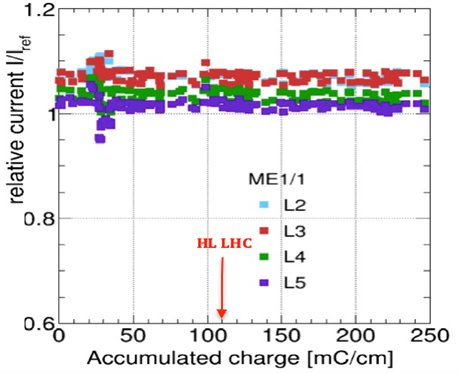 relative current I/Iref
1.2
1
0.8
0.6
ME1/1
L2
L3
L4
L5
HL LHC
0 50 100 150 200 250
Accumulated charge [mC/cm]